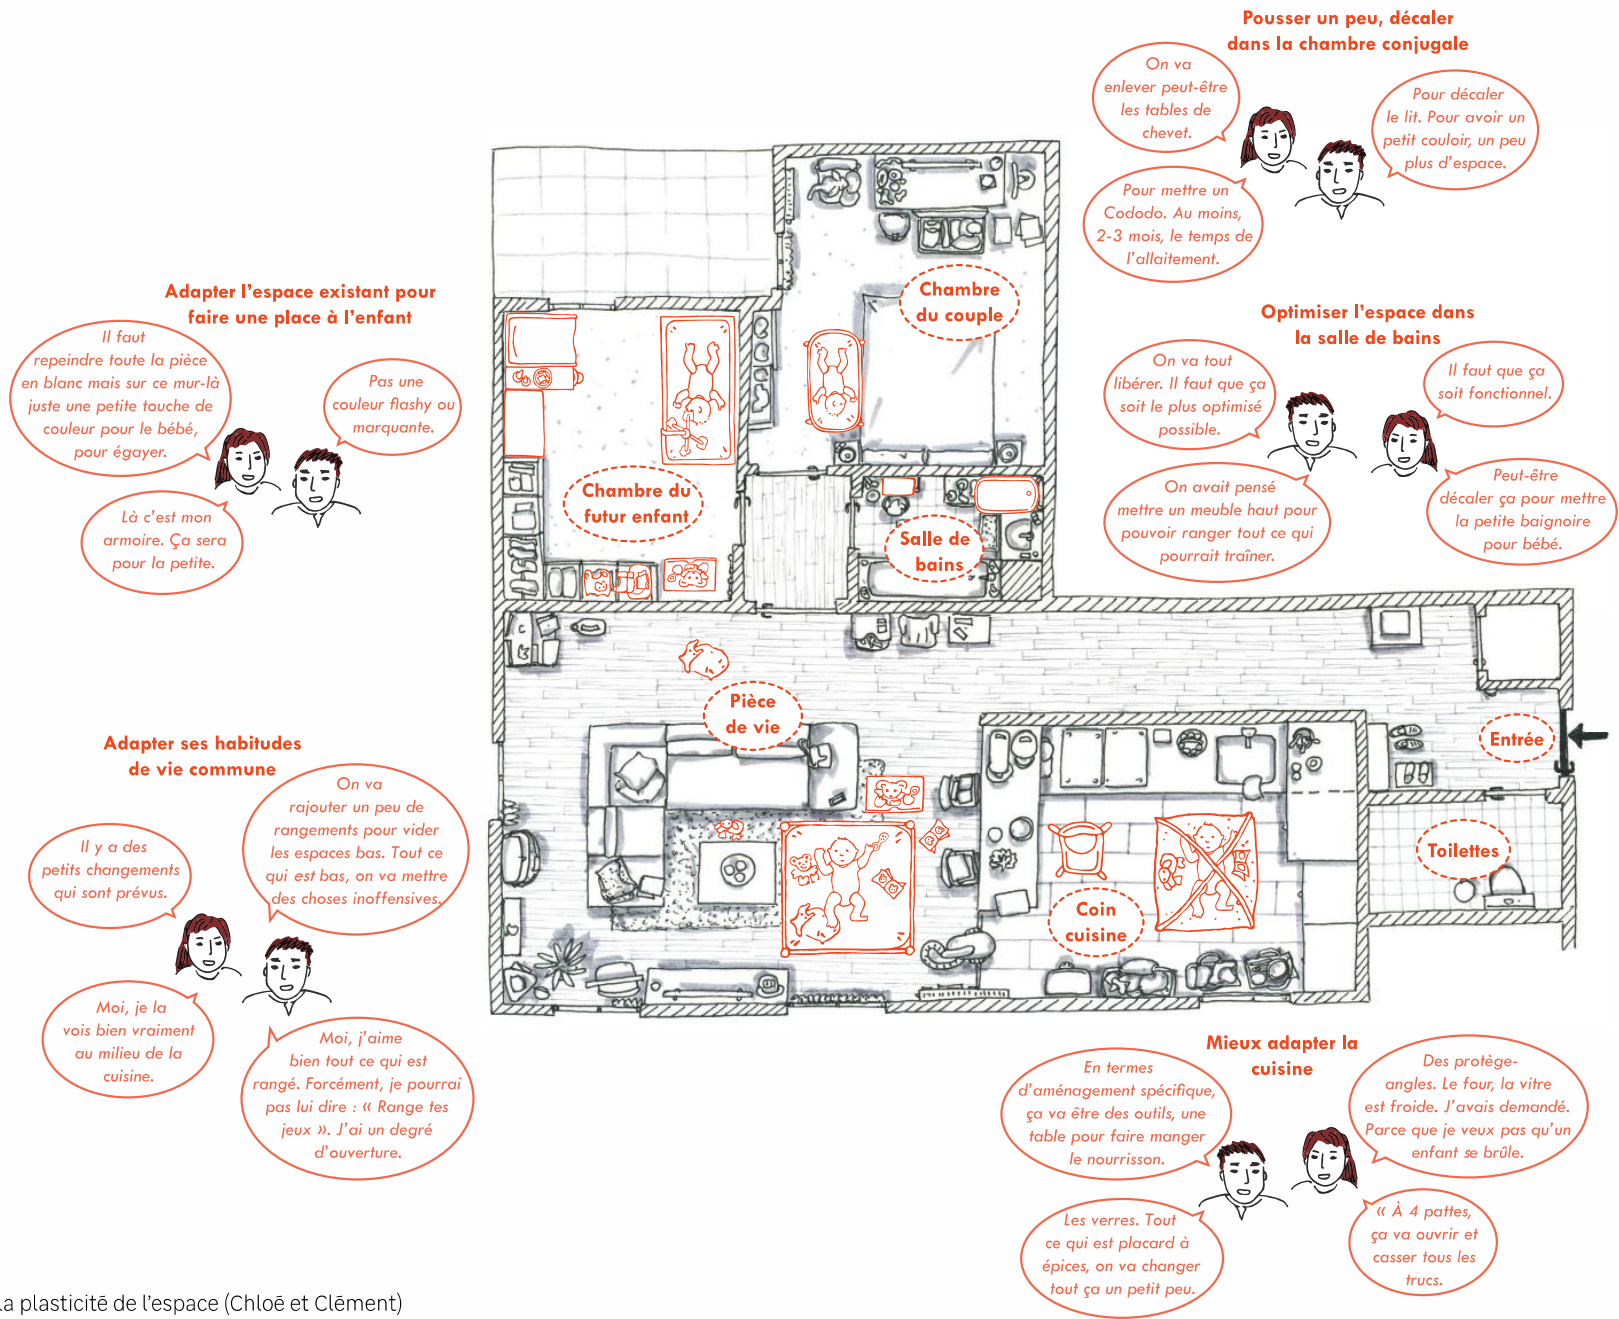 Pousser un peu, décaler
dans la chambre conjugale
On va
enlever peut-être
les tables de
chevet.
Pour décaler
le lit. Pour avoir un
petit couloir, un peu
plus d'espace.
Pour mettre un
Cododo. Au moins,
2-3 mois, le temps de
l'allaitement.
Adapter l'espace existant pour
faire une place à l'enfant
Il faut
repeindre toute la pièce
en blanc mais sur ce mur-là
juste une petite touche de
couleur pour le bébé,
pour égayer.
Pas une
couleur flashy ou
marquante.
Là c'est mon
armoire. Ça sera
pour la petite.
Optimiser l'espace dans
la salle de bains
On va tout
libérer. Il faut que ça
soit le plus optimisé
possible.
Il faut que ça
soit fonctionnel.
On avait pensé
mettre un meuble haut pour
pouvoir ranger tout ce qui
pourrait traîner.
Peut-être
décaler ça pour mettre
la petite baignoire
pour bébé.
Chambre
du couple
Chambre du
futur enfant
Salle de
bains
Pièce
de vie
Entrée
Toilettes
Coin
cuisine
Adapter ses habitudes
de vie commune
Il y a des
petits changements
qui sont prévus.
On va
rajouter un peu de
rangements pour vider
les espaces bas. Tout ce
qui est bas, on va mettre
des choses inoffensives.
Moi, je la
vois bien vraiment
au milieu de la
cuisine.
Moi, j'aime
bien tout ce qui est
rangé. Forcément, je pourrai
pas lui dire : « Range tes
jeux ». J'ai un degré
d'ouverture.
Mieux adapter la
cuisine
En termes
d'aménagement spécifique,
ça va être des outils, une
table pour faire manger
le nourrisson.
Des protège-
angles. Le four, la vitre
est froide. J'avais demandé.
Parce que je veux pas qu'un
enfant se brûle.
Les verres. Tout
ce qui est placard à
épices, on va changer
tout ça un petit peu.
« À 4 pattes,
ça va ouvrir et
casser tous les
trucs.
La plasticité de l'espace (Chloé et Clément)